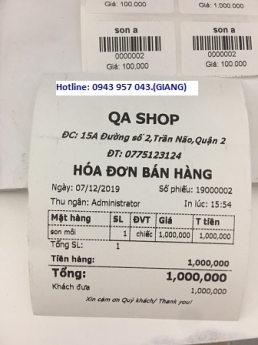 son a
0000002
Giá: 100,000
Giá: 1.000.000
son a
0000002
Giá: 100,000
son a
0000002
Giá: 100,000
Hotline: 0943 957 043.(GIANG)
QA SHOP
ĐC: 15A Đường số 2,Trần Não,Quận 2
ĐT: 0775123124
HÓA ĐƠN BÁN HÀNG
Ngày: 07/12/2019 Số phiếu: 19000002
Thu ngân: Administrator In lúc: 15:54
Mặt hàng SL ĐVT Giá T tiền
son môi 1 chiếc 1,000,000 1,000,000
Tổng SL: 1
Tiền hàng: 1,000,000
Tổng: 1,000,000
Khách đưa 1,000,000
Xin cảm ơn Quý khách/ Thank you!